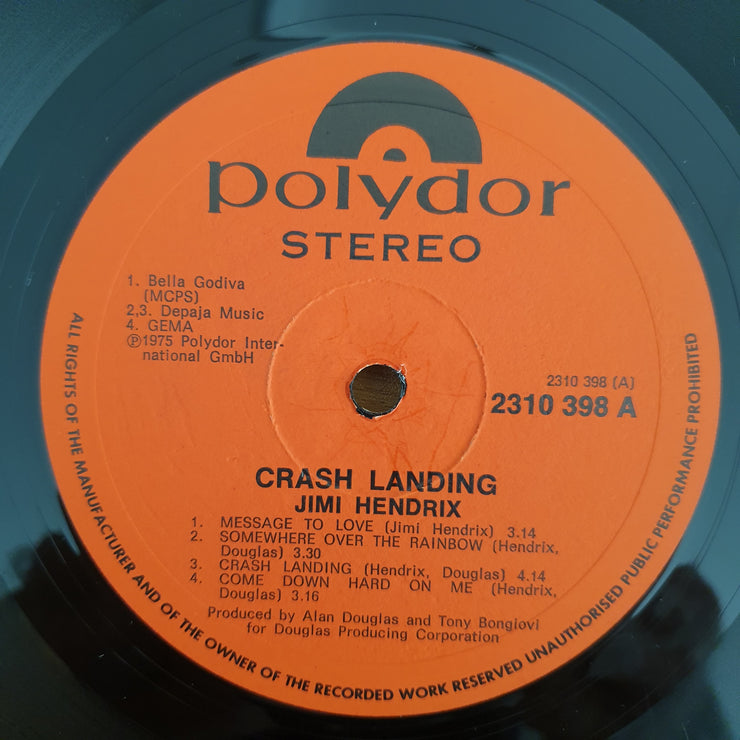 polydor
STEREO
1. Bella Godiva
(MCPS)
2,3. Depaja Music
4. GEMA
Ⓟ1975 Polydor Inter-
national GmbH
2310 398 (A)
2310 398 A
CRASH LANDING
JIMI HENDRIX
1. MESSAGE TO LOVE (Jimi Hendrix) 3.14
2. SOMEWHERE OVER THE RAINBOW (Hendrix,
Douglas) 3.30
3. CRASH LANDING (Hendrix, Douglas) 4.14
4. COME DOWN HARD ON ME (Hendrix,
Douglas) 3.16
Produced by Alan Douglas and Tony Bongiovi
for Douglas Producing Corporation
ALL RIGHTS OF THE MANUFACTURER AND OF THE OWNER OF THE RECORDED WORK RESERVED UNAUTHORISED PUBLIC PERFORMANCE PROHIBITED